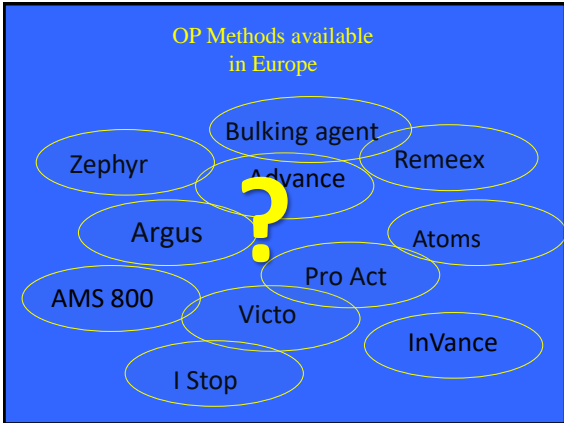 OP Methods available
in Europe
Bulking agent
Zephyr
Remeex
Advance
?
Argus
Atoms
Pro Act
AMS 800
Victo
InVance
I Stop